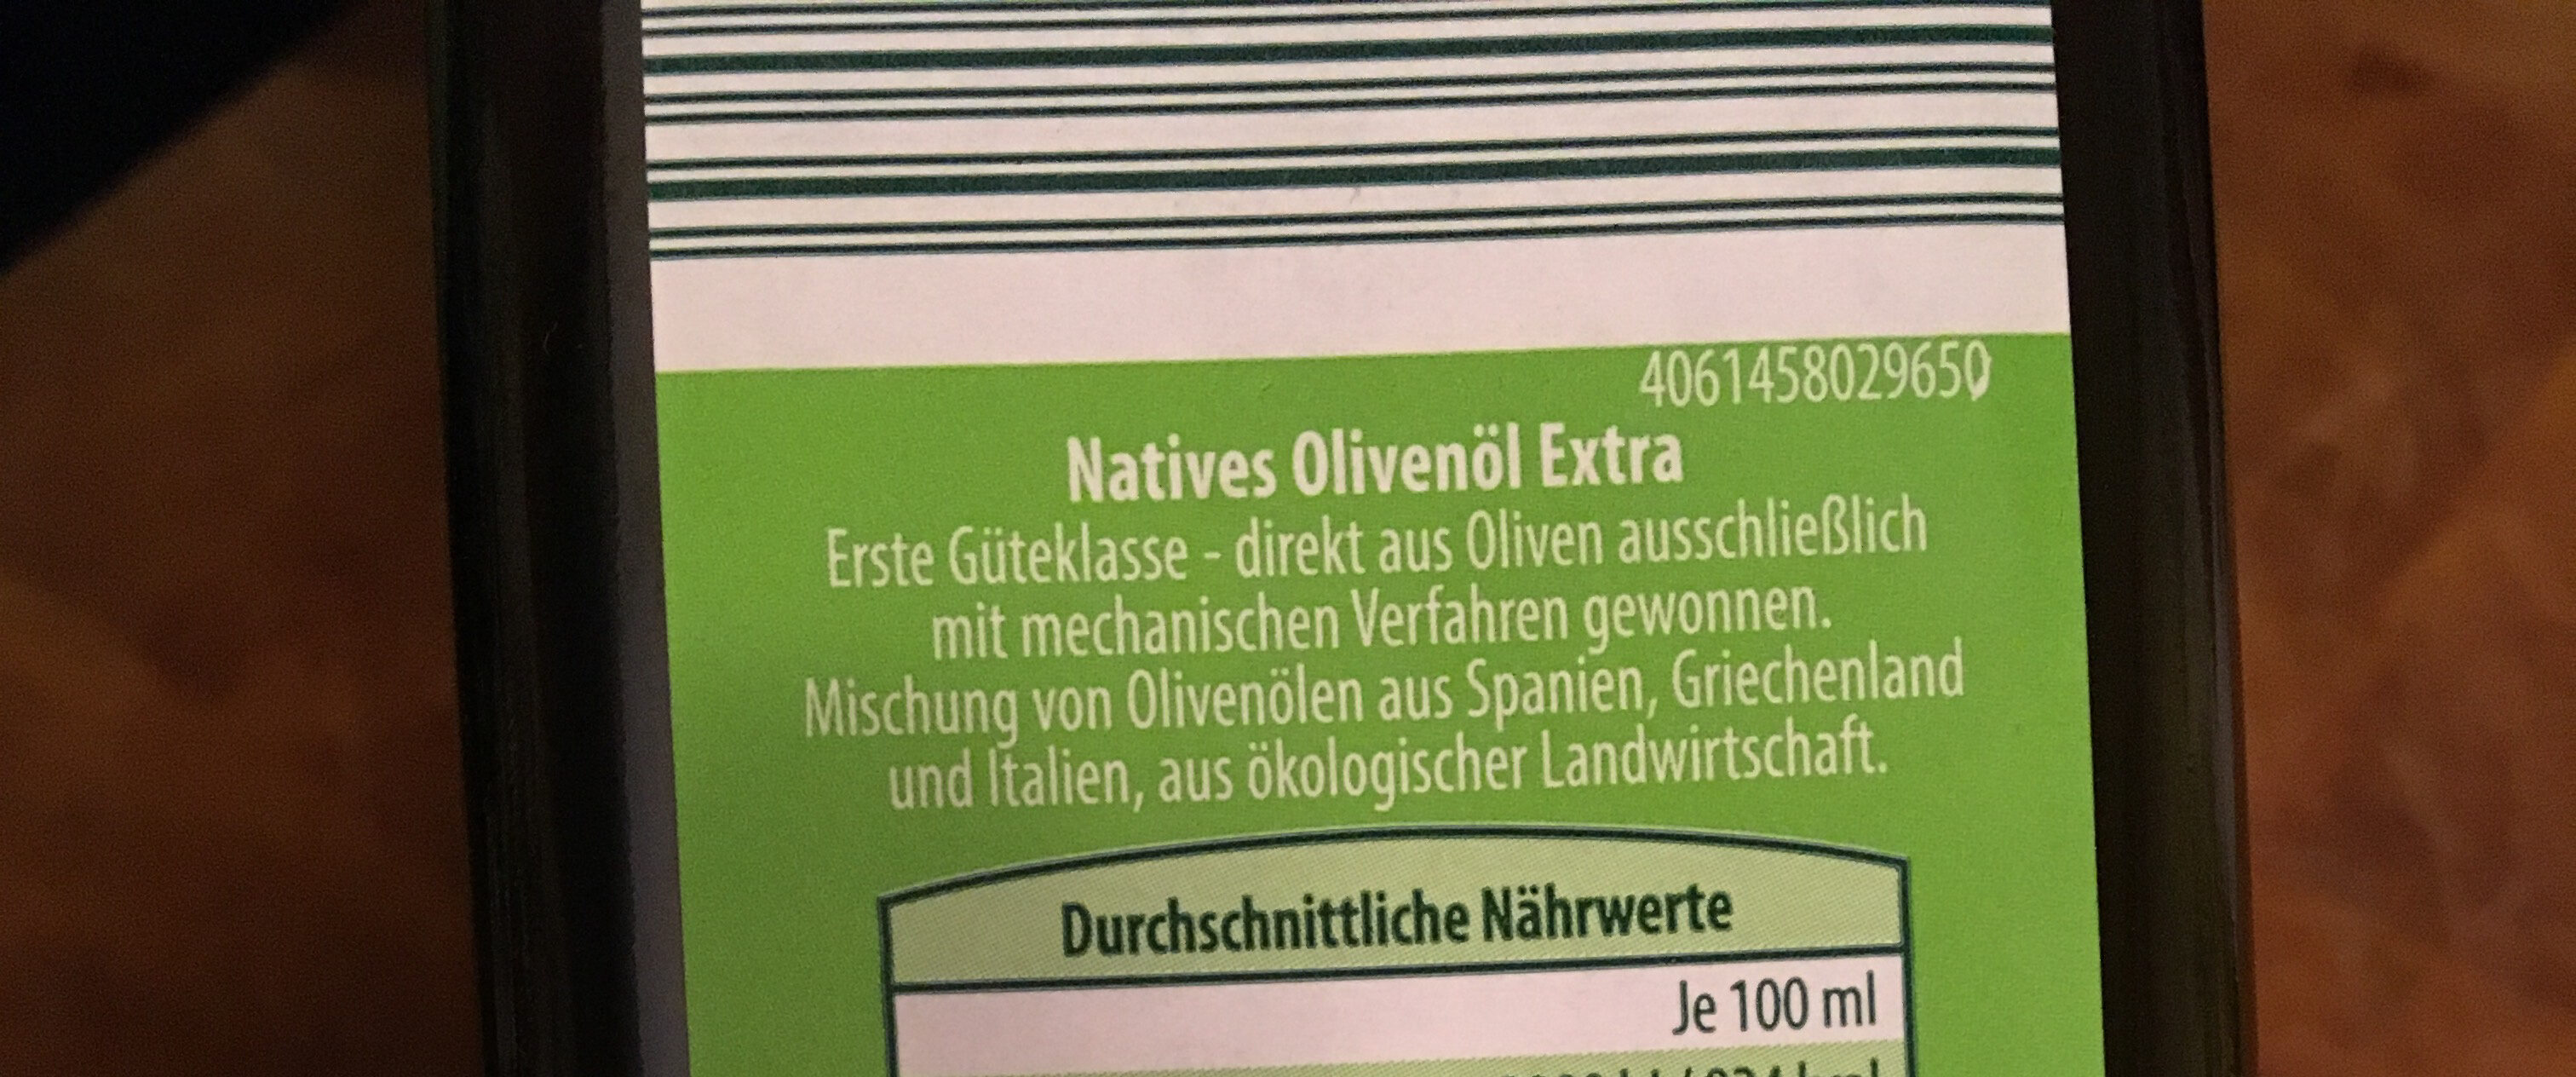 4061458029650
Natives Olivenöl Extra
Erste Güteklasse - direkt aus Oliven ausschließlich
mit mechanischen Verfahren gewonnen.
Mischung von Olivenölen aus Spanien, Griechenland
und Italien, aus ökologischer Landwirtschaft.
Durchschnittliche Nährwerte
Je 100 ml